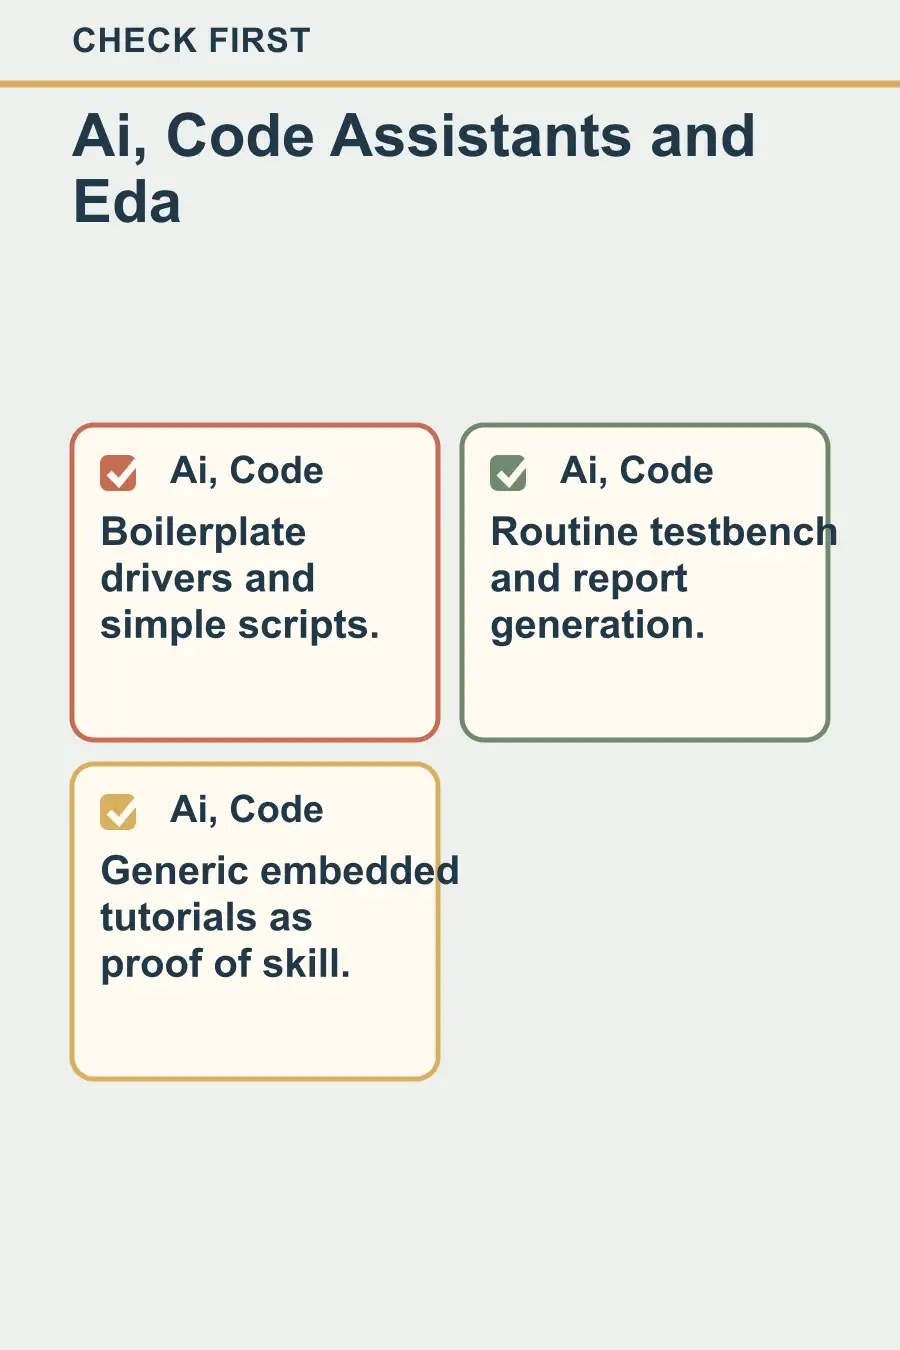 CHECK FIRST
Ai, Code Assistants and
Eda
Ai, Code
Boilerplate
drivers and
simple scripts.
Ai, Code
Routine testbench
and report
generation.
Ai, Code
Generic embedded
tutorials as
proof of skill.